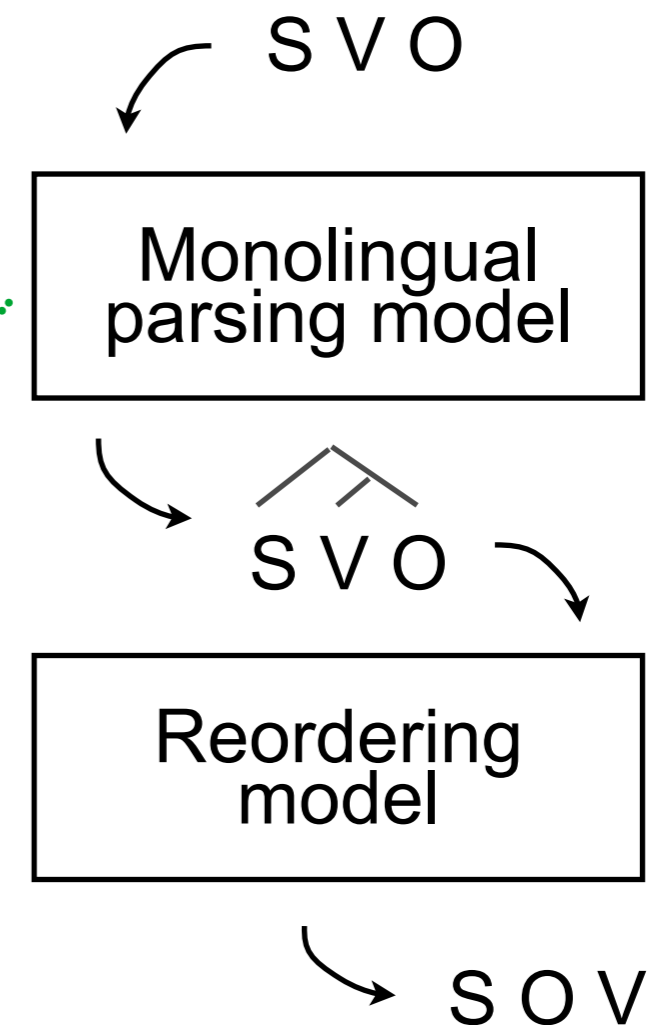 S V O
Monolingual
parsing model
S V O
Reordering
model
S O V